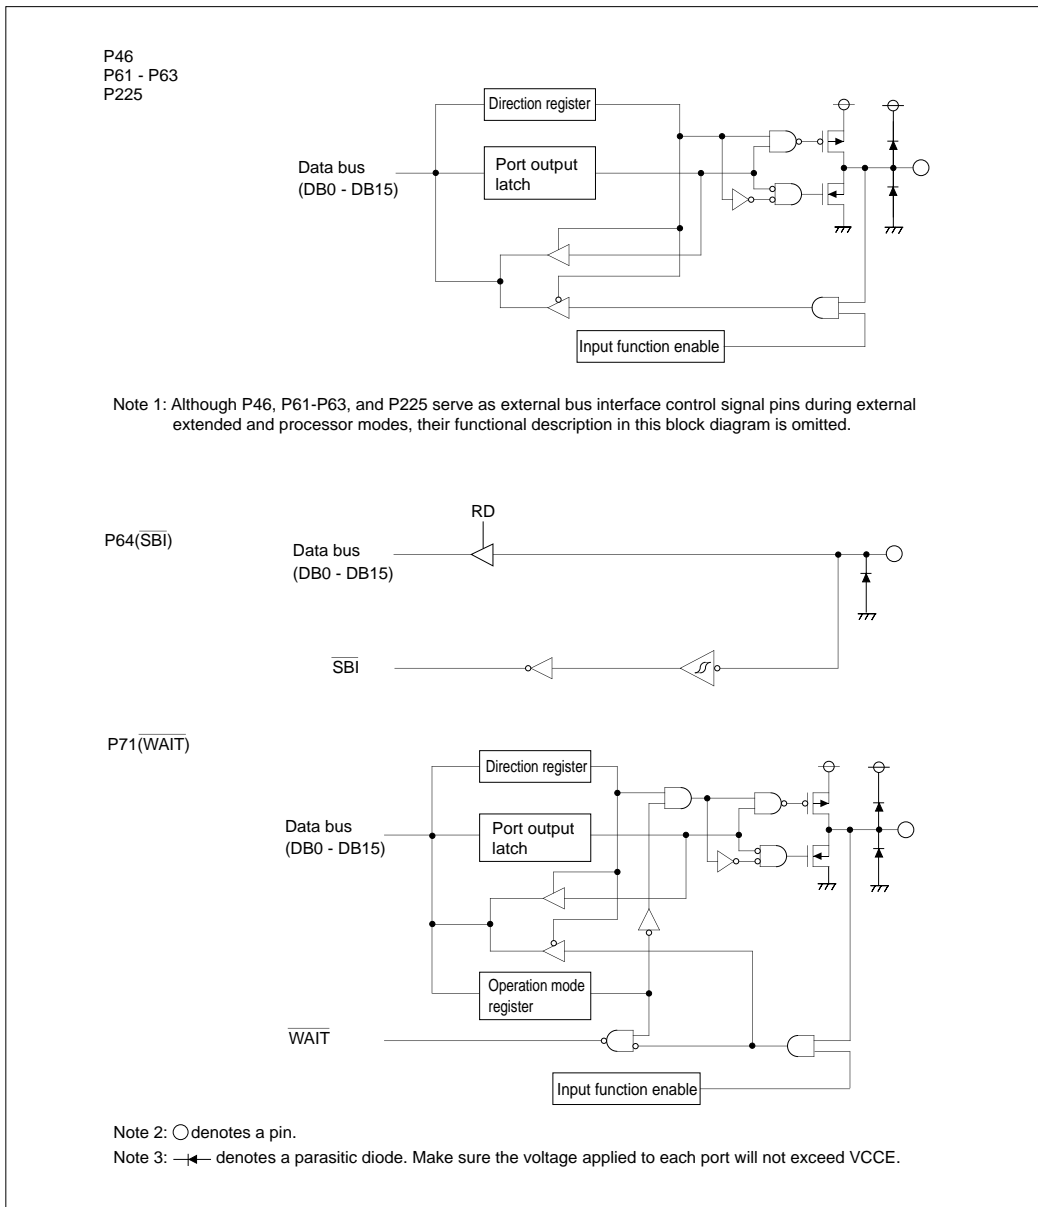 P46
P61 - P63
P225
Direction register
Data bus
(DB0 - DB15)
Port output
latch
Input function enable
Note 1: Although P46, P61-P63, and P225 serve as external bus interface control signal pins during external
extended and processor modes, their functional description in this block diagram is omitted.
RD
P64(S̅B̅I̅)
Data bus
(DB0 - DB15)
S̅B̅I̅
P71(W̅A̅I̅T̅)
Direction register
Data bus
(DB0 - DB15)
Port output
latch
Operation mode
register
W̅A̅I̅T̅
Input function enable
Note 2: ○ denotes a pin.
Note 3: denotes a parasitic diode. Make sure the voltage applied to each port will not exceed VCCE.